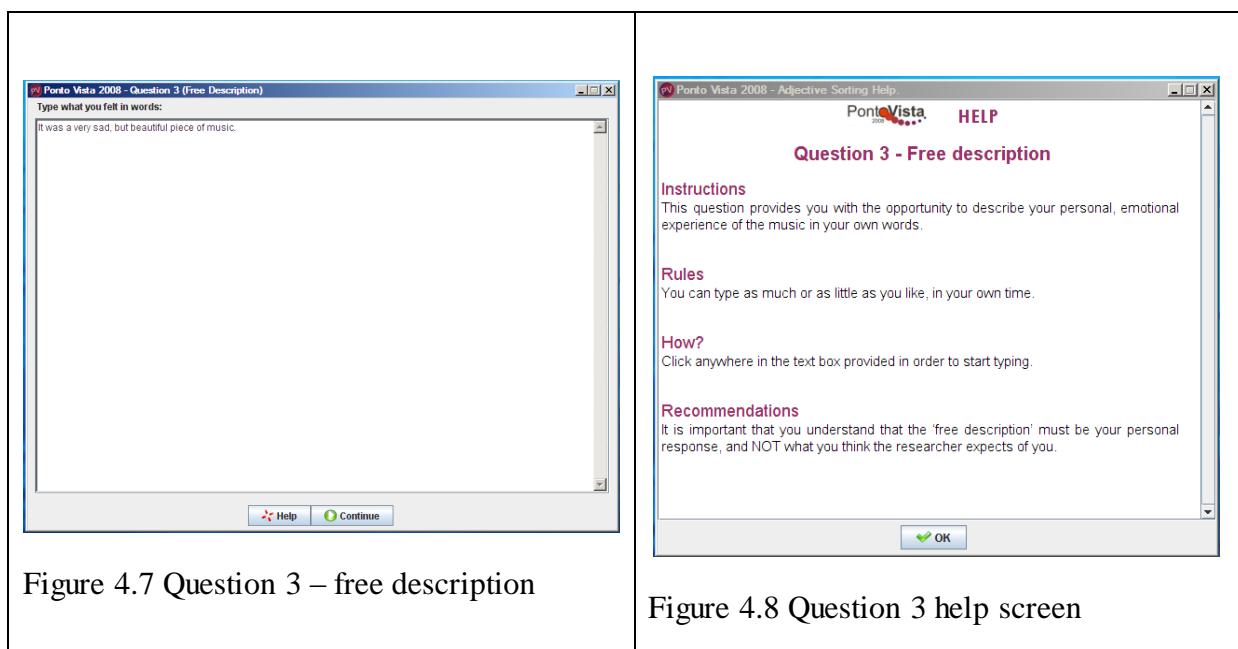 Ponto Vista 2008 - Question 3 (Free Description)
Type what you felt in words:
It was a very sad, but beautiful piece of music.
Help Continue
Figure 4.7 Question 3 – free description
Ponto Vista 2008 - Adjective Sorting Help.
PontoVista 2008 HELP
Question 3 - Free description
Instructions
This question provides you with the opportunity to describe your personal, emotional
experience of the music in your own words.
Rules
You can type as much or as little as you like, in your own time.
How?
Click anywhere in the text box provided in order to start typing.
Recommendations
It is important that you understand that the ‘free description’ must be your personal
response, and NOT what you think the researcher expects of you.
OK
Figure 4.8 Question 3 help screen